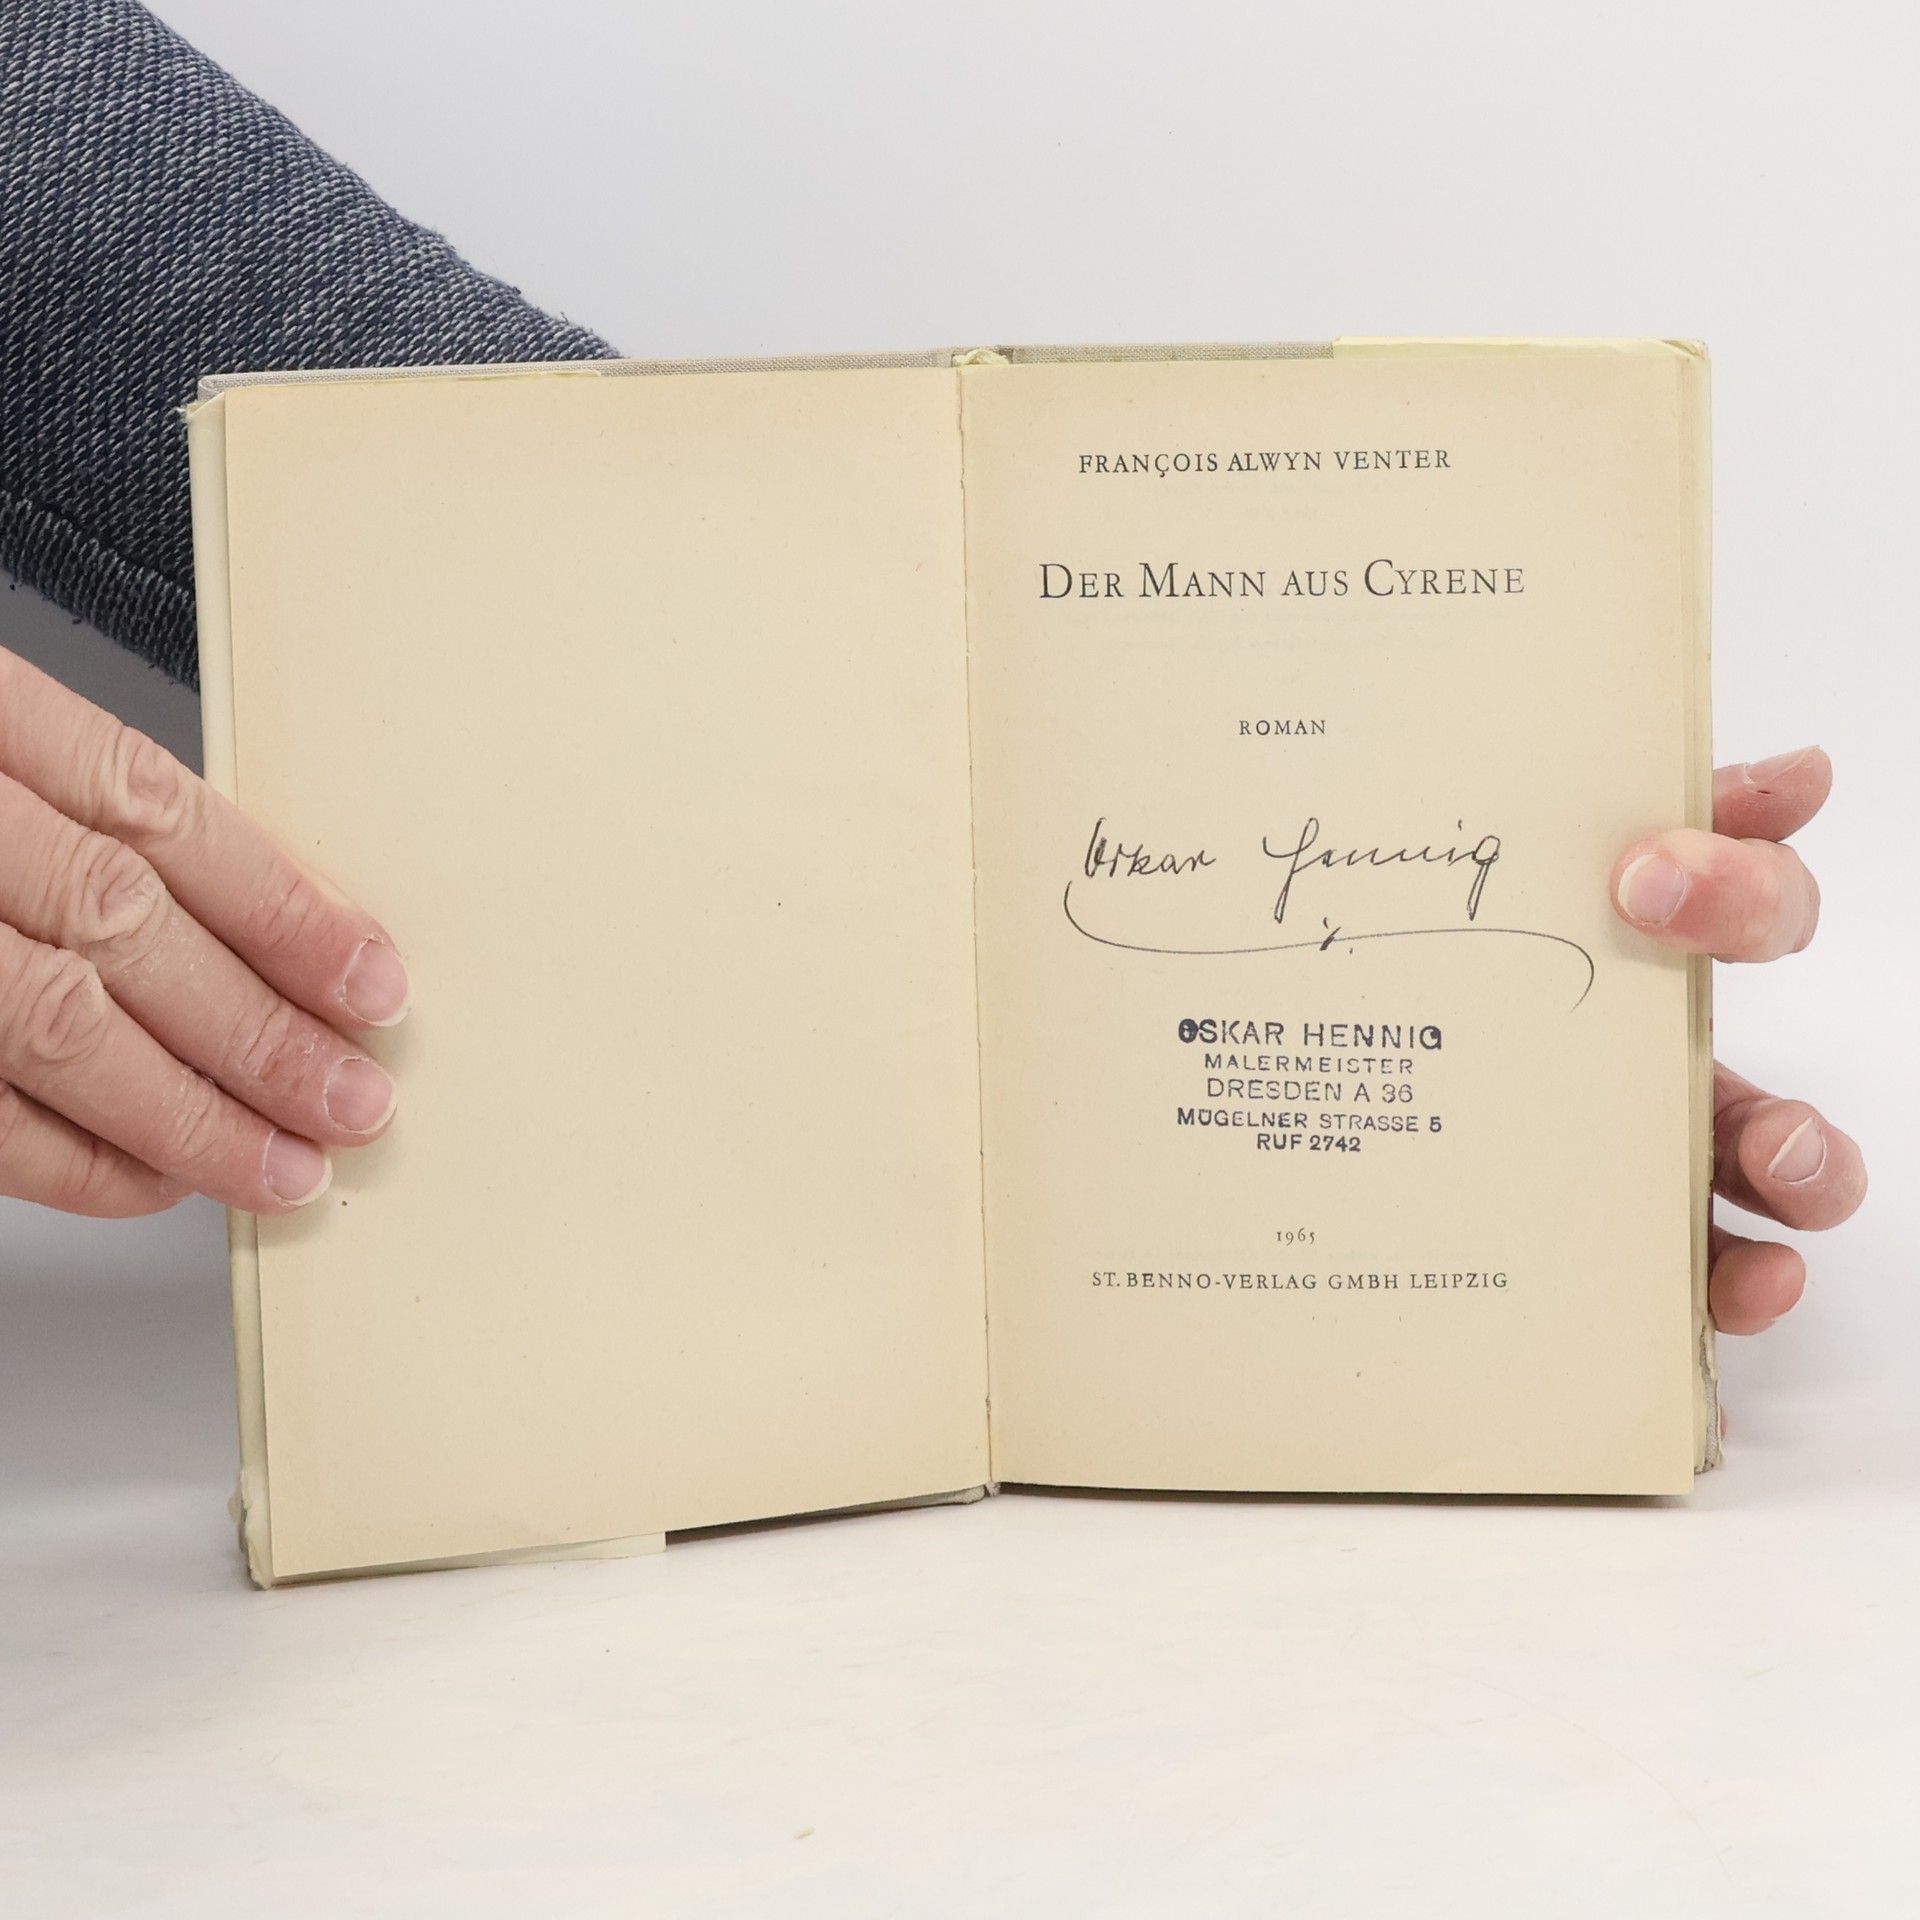 FRANÇOIS ALWYN VENTER
DER MANN AUS CYRENE
ROMAN
Oskar Hennig
OSKAR HENNIG
MALERMEISTER
DRESDEN A 36
MÜGELNER STRASSE 5
RUF 2742
1965
ST. BENNO-VERLAG GMBH LEIPZIG